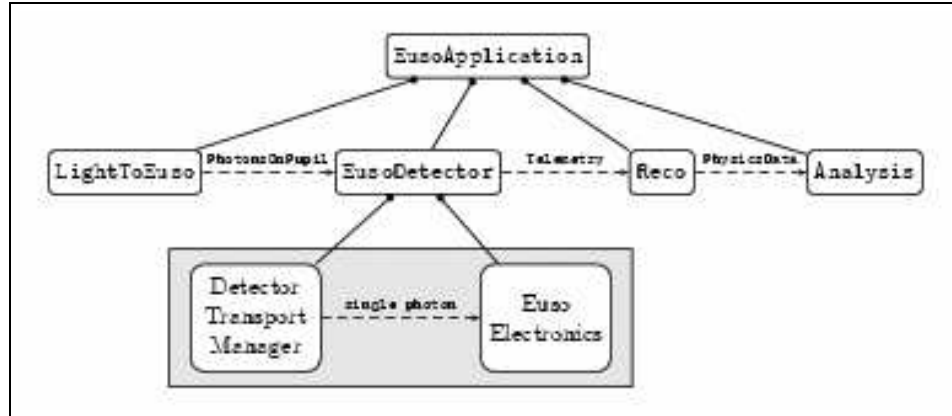 EusoApplication
PhotonsOnPupil
Telemetry
PhysicsData
LightToEuso
EusoDetector
Reco
Analysis
Detector
Transport
Manager
single photon
Euso
Electronics